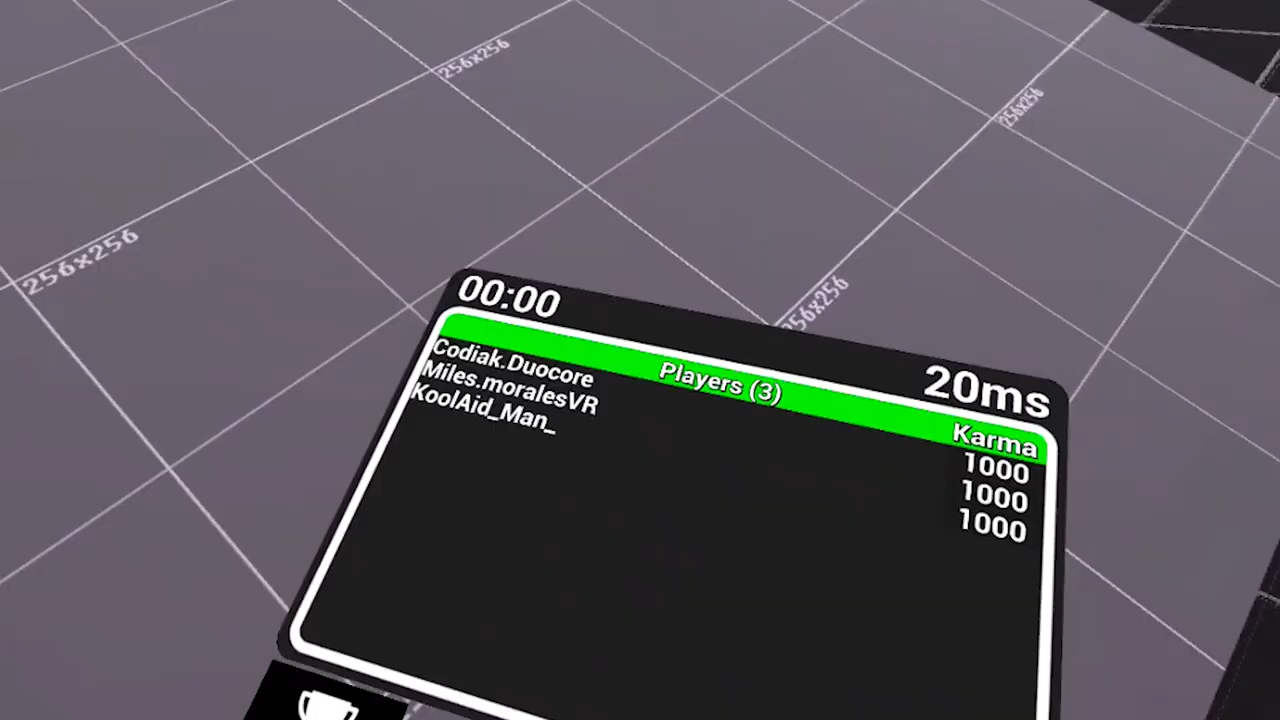 256x256
256x256
256x256
256x256
00:00
20ms
Players (3)
Karma
Codiak.Duocore 1000
Miles.moralesVR 1000
KoolAid_Man_ 1000